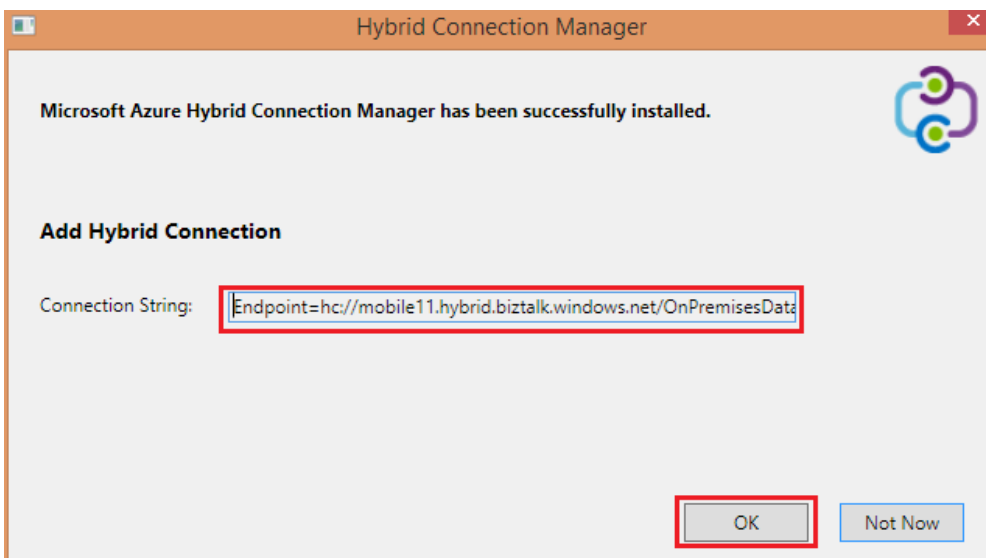 Hybrid Connection Manager
Microsoft Azure Hybrid Connection Manager has been successfully installed.
Add Hybrid Connection
Connection String: Endpoint=hc://mobile11.hybrid.biztalk.windows.net/OnPremisesData
OK Not Now